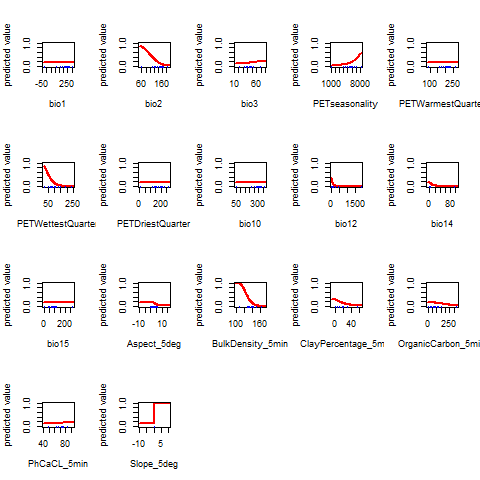 predicted value
0.0 1.0
-50 250
bio1
predicted value
0.0 1.0
60 160
bio2
predicted value
0.0 1.0
10 60
bio3
predicted value
0.0 1.0
1000 8000
PETseasonality
predicted value
0.0 1.0
100 250
PETWarmestQuarte
predicted value
0.0 1.0
50 250
PETWettestQuarte
predicted value
0.0 1.0
0 200
PETDriestQuarter
predicted value
0.0 1.0
50 300
bio10
predicted value
0.0 1.0
0 1500
bio12
predicted value
0.0 1.0
0 80
bio14
predicted value
0.0 1.0
0 200
bio15
predicted value
0.0 1.0
-10 10
Aspect_5deg
predicted value
0.0 1.0
100 160
BulkDensity_5min
predicted value
0.0 1.0
0 40
ClayPercentage_5m
predicted value
0.0 1.0
0 250
OrganicCarbon_5mi
predicted value
0.0 1.0
40 80
PhCaCL_5min
predicted value
0.0 1.0
-10 5
Slope_5deg